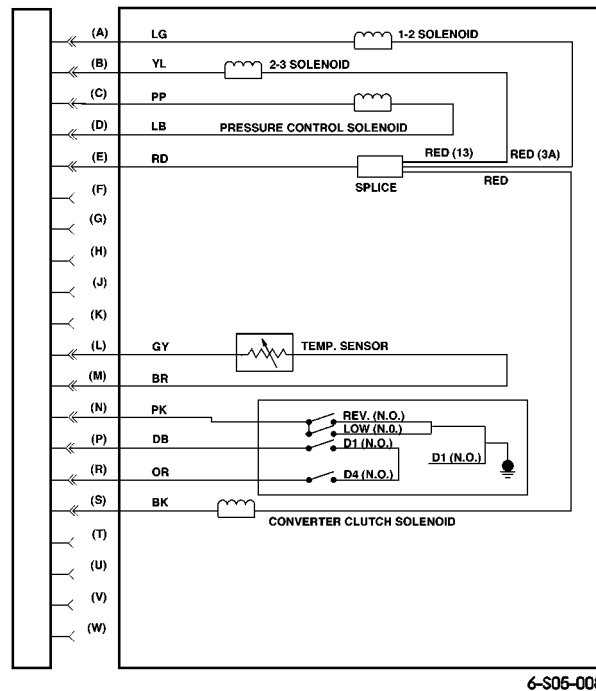 (A) LG 1-2 SOLENOID
(B) YL 2-3 SOLENOID
(C) PP
(D) LB PRESSURE CONTROL SOLENOID
RED (13) RED (3A)
(E) RD
RED
SPLICE
(F)
(G)
(H)
(J)
(K)
(L) GY TEMP. SENSOR
(M) BR
(N) PK REV. (N.O.)
LOW (N.0.)
(P) DB D1 (N.O.)
D1 (N.O.)
(R) OR D4 (N.O.)
(S) BK
CONVERTER CLUTCH SOLENOID
(T)
(U)
(V)
(W)
6-S05-008